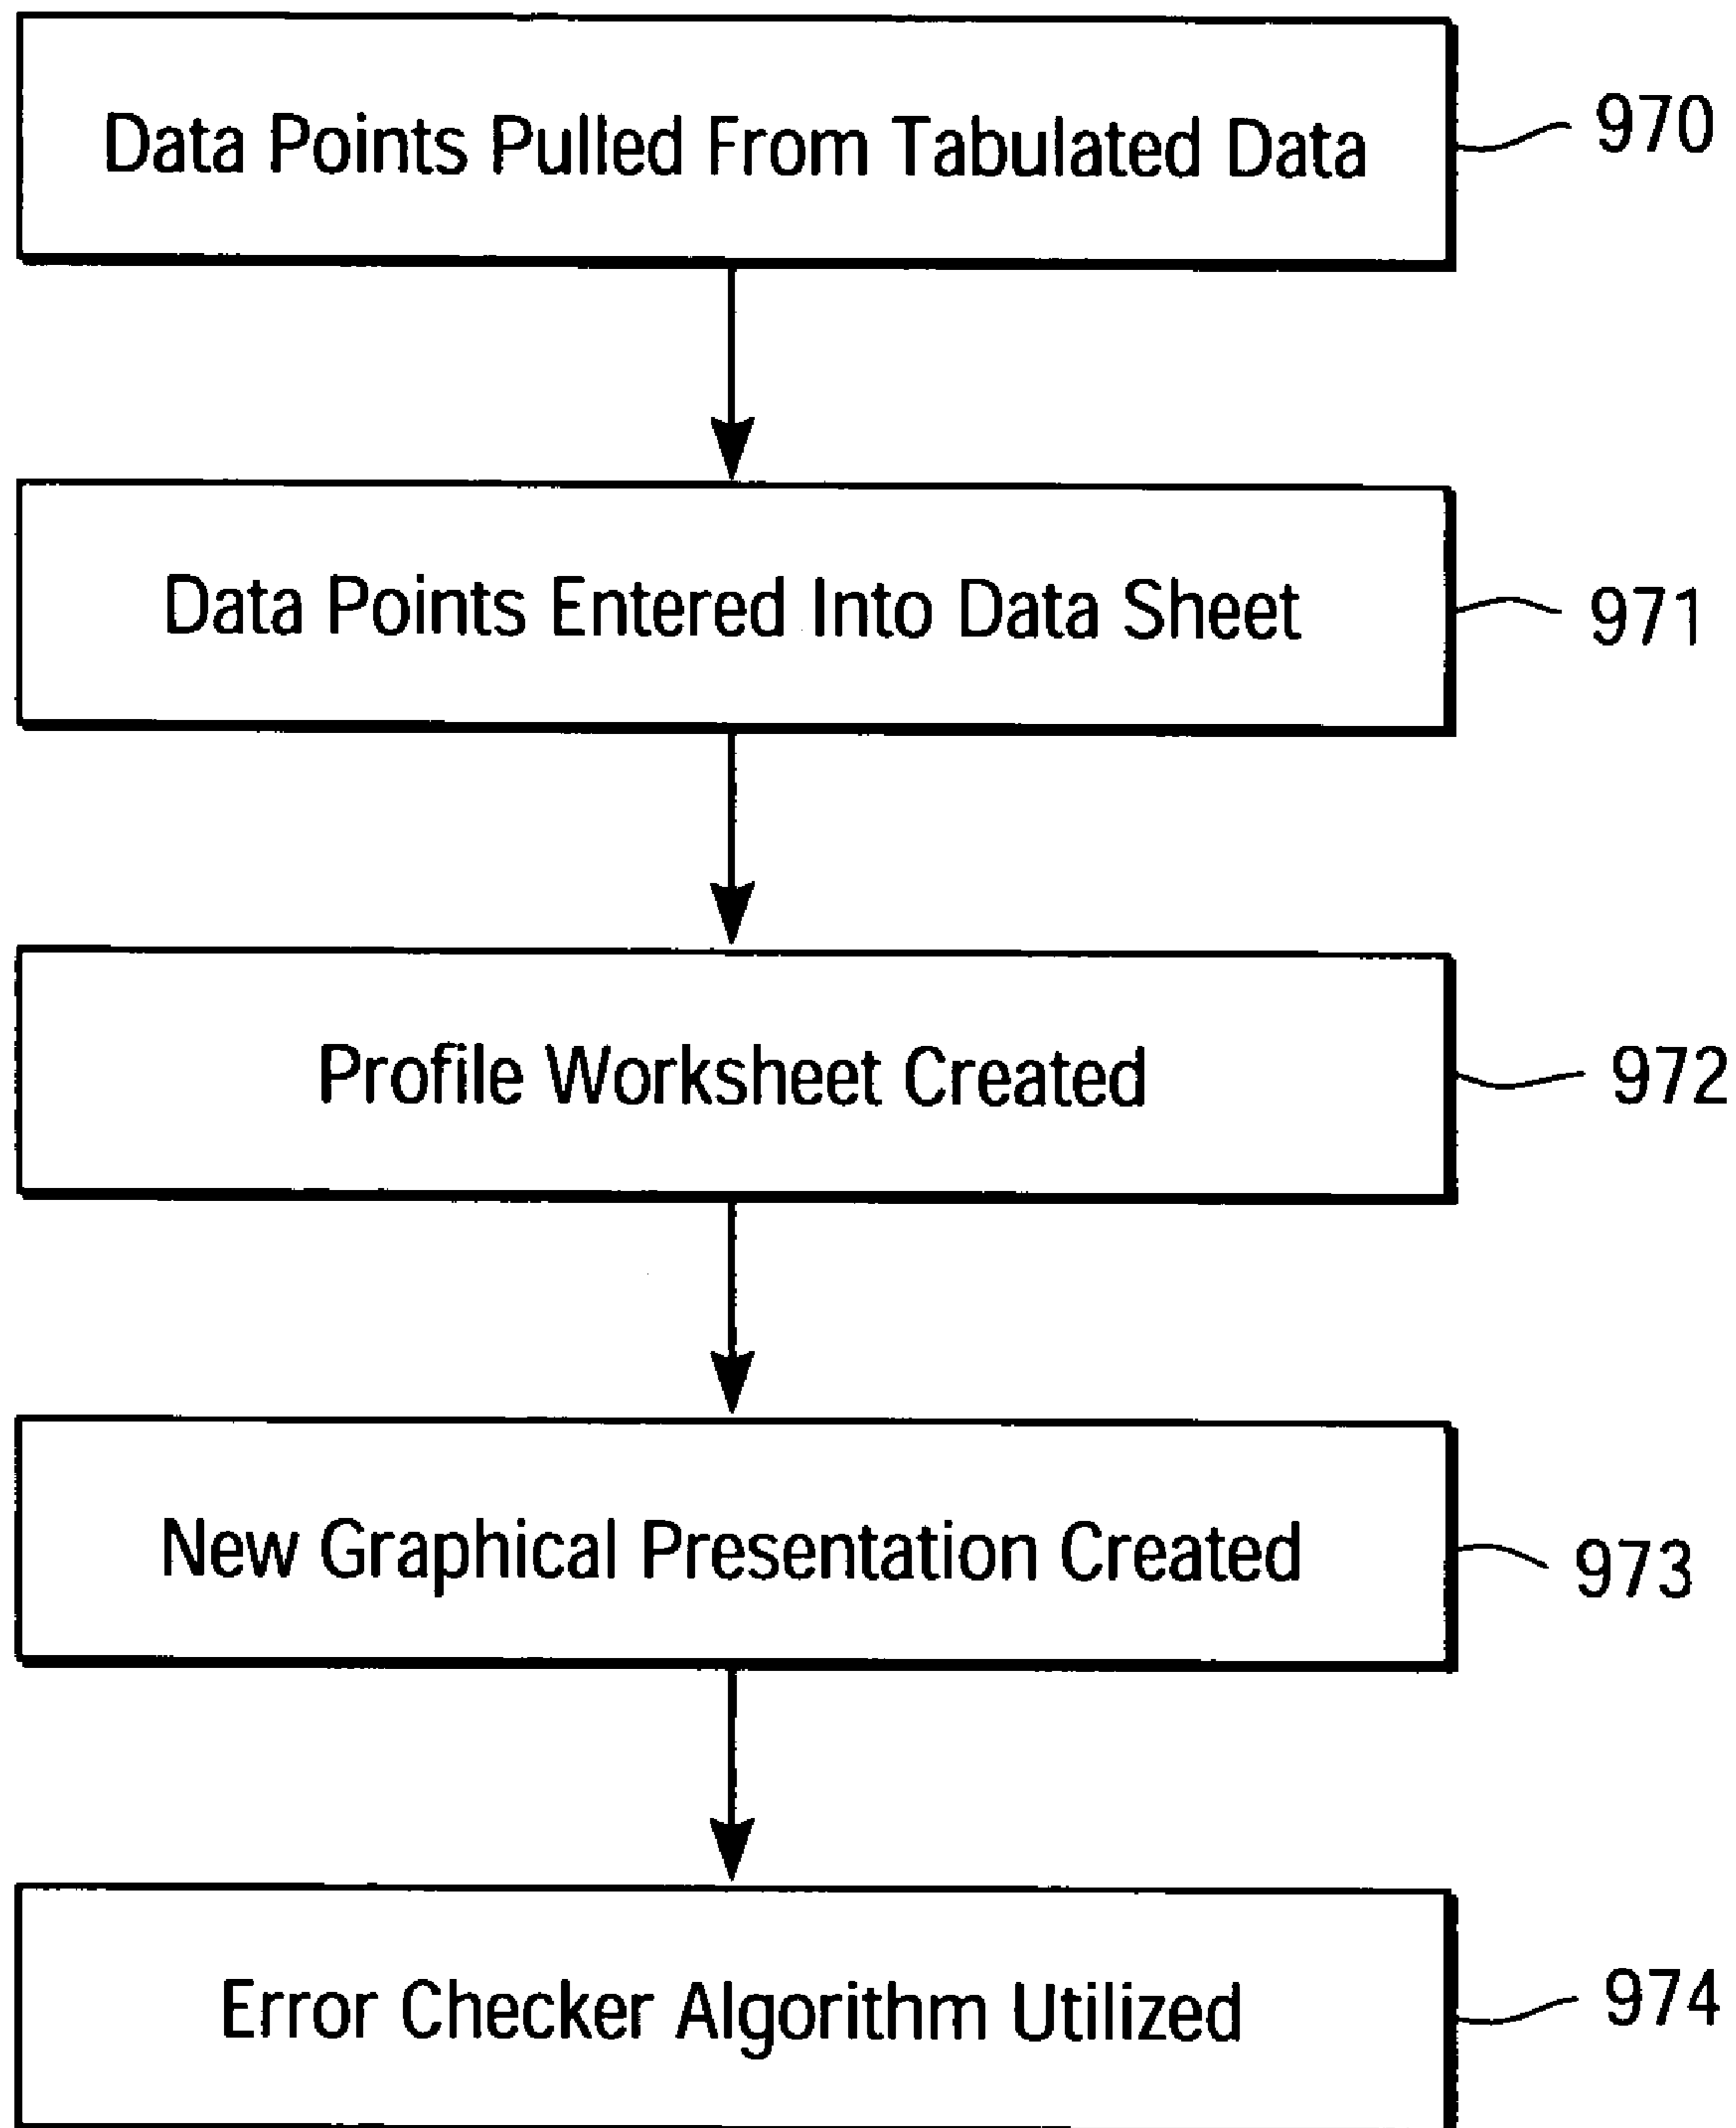 Data Points Pulled From Tabulated Data
970
Data Points Entered Into Data Sheet
971
Profile Worksheet Created
972
New Graphical Presentation Created
973
Error Checker Algorithm Utilized
974